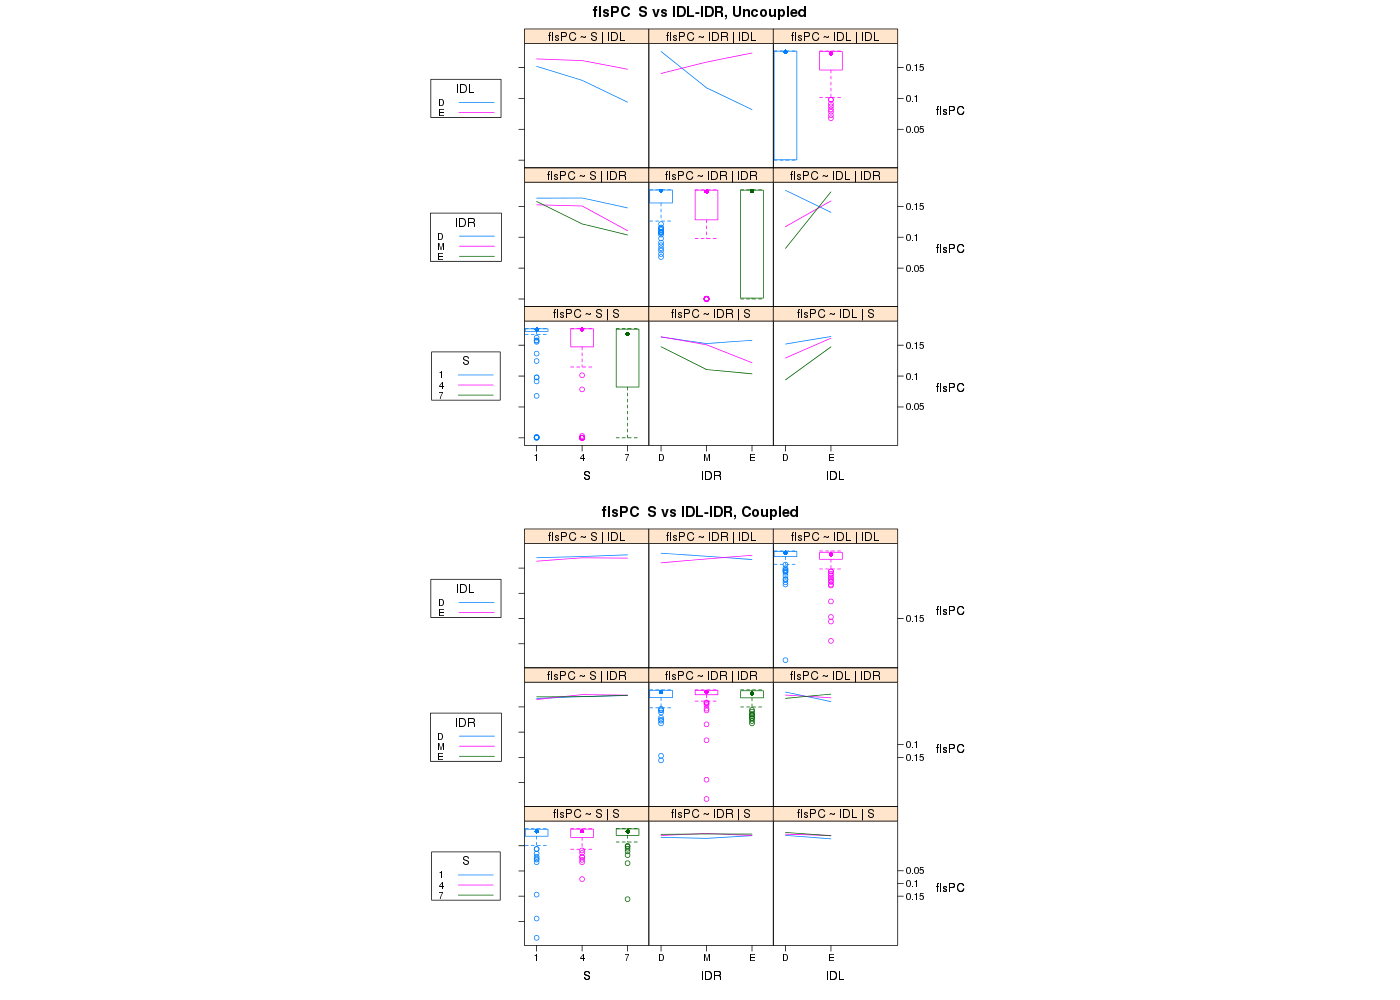 flsPC  S vs IDL-IDR, Uncoupled
flsPC ~ S | IDL
flsPC ~ IDR | IDL
flsPC ~ IDL | IDL
IDL
D
E
0.15
0.1
0.05
flsPC
flsPC ~ S | IDR
flsPC ~ IDR | IDR
flsPC ~ IDL | IDR
IDR
D
M
E
0.15
0.1
0.05
flsPC
flsPC ~ S | S
flsPC ~ IDR | S
flsPC ~ IDL | S
S
1
4
7
0.15
0.1
0.05
flsPC
1 4 7 D M E D E
S IDR IDL
flsPC  S vs IDL-IDR, Coupled
flsPC ~ S | IDL
flsPC ~ IDR | IDL
flsPC ~ IDL | IDL
IDL
D
E
0.15
flsPC
flsPC ~ S | IDR
flsPC ~ IDR | IDR
flsPC ~ IDL | IDR
IDR
D
M
E
0.1
0.15
flsPC
flsPC ~ S | S
flsPC ~ IDR | S
flsPC ~ IDL | S
S
1
4
7
0.05
0.1
0.15
flsPC
1 4 7 D M E D E
S IDR IDL